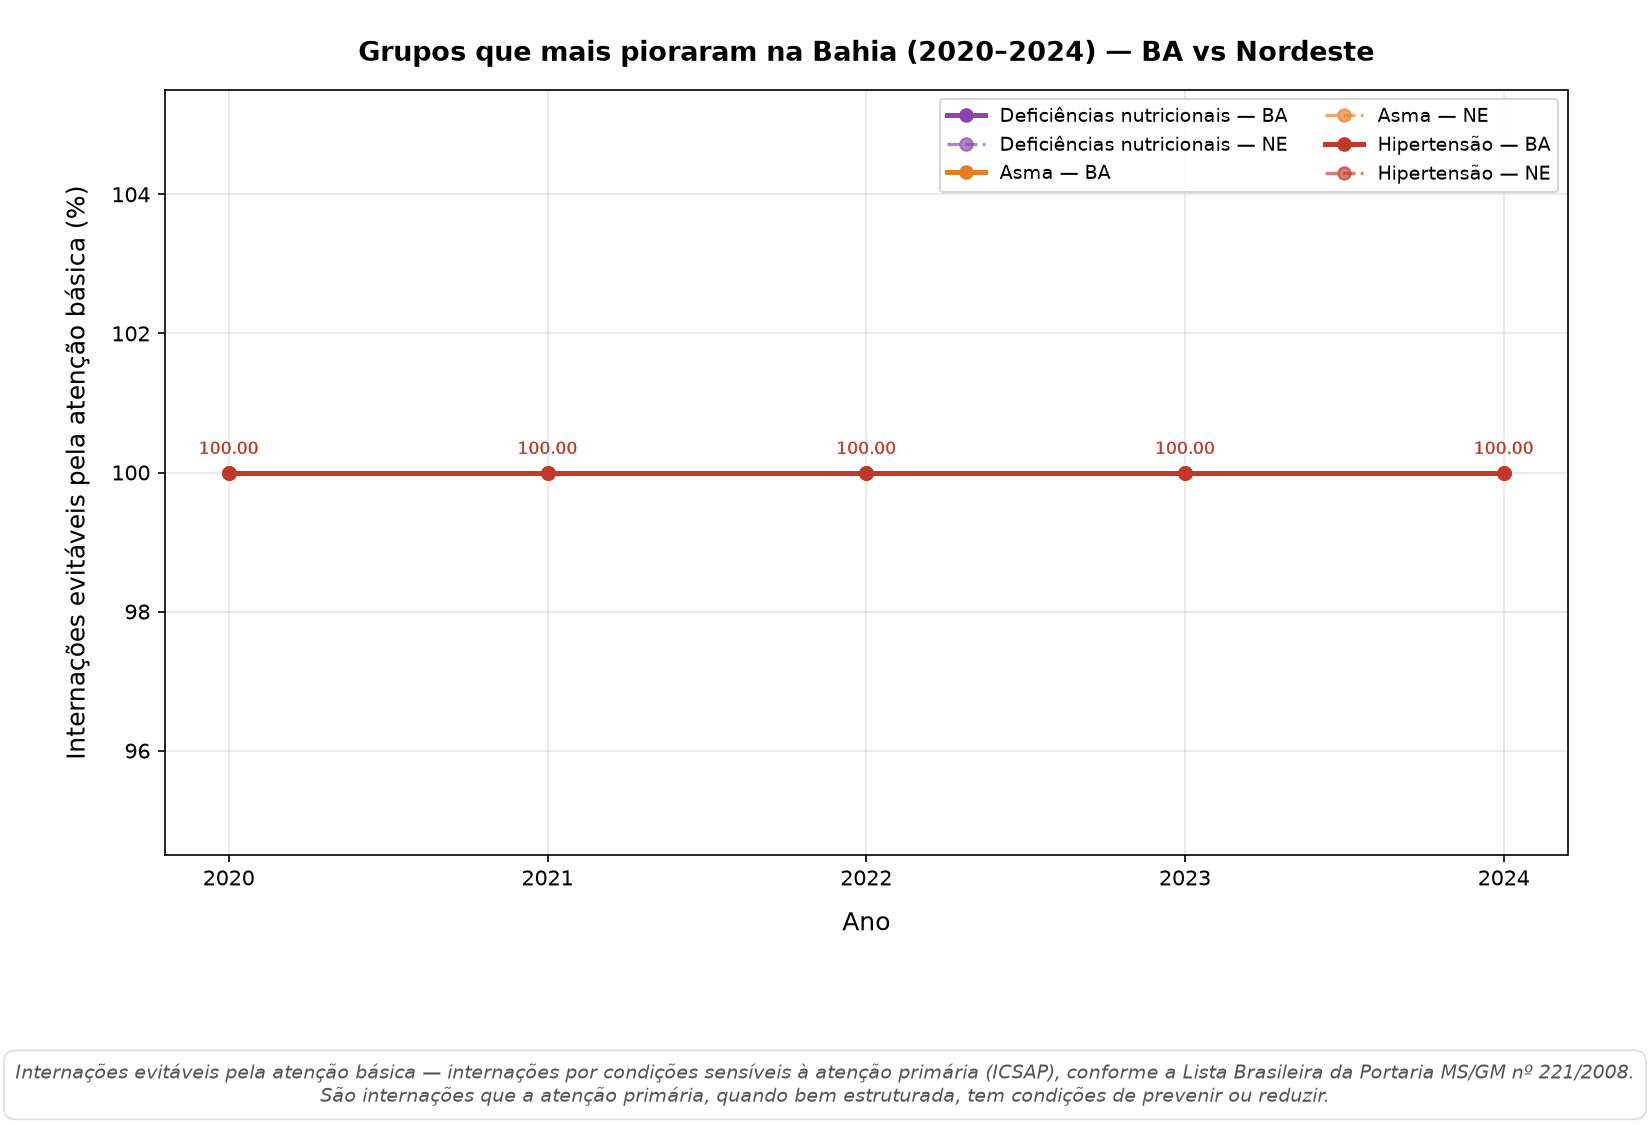 Grupos que mais pioraram na Bahia (2020–2024) — BA vs Nordeste
Deficiências nutricionais — BA
Deficiências nutricionais — NE
Asma — BA
Asma — NE
Hipertensão — BA
Hipertensão — NE
Internações evitáveis pela atenção básica (%)
104
102
100
98
96
100.00
100.00
100.00
100.00
100.00
2020
2021
2022
2023
2024
Ano
Internações evitáveis pela atenção básica — internações por condições sensíveis à atenção primária (ICSAP), conforme a Lista Brasileira da Portaria MS/GM nº 221/2008.
São internações que a atenção primária, quando bem estruturada, tem condições de prevenir ou reduzir.